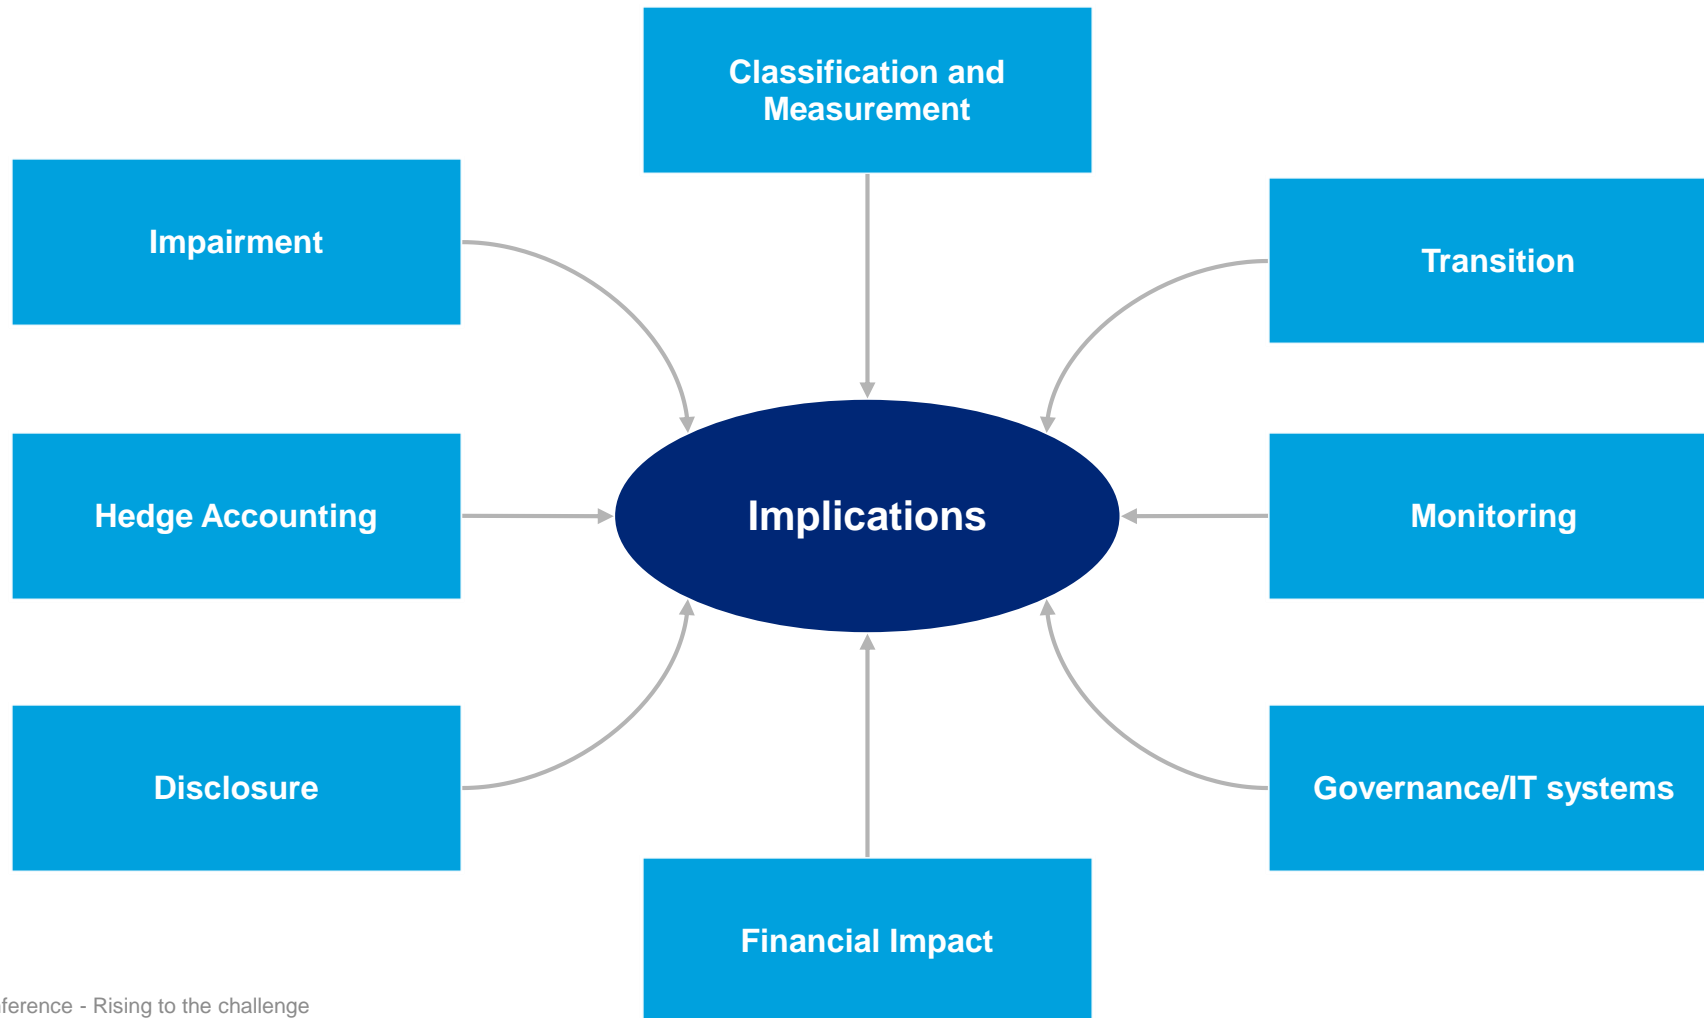 Classification and
Measurement
Impairment
Transition
Hedge Accounting
Implications
Monitoring
Disclosure
Governance/IT systems
Financial Impact
ference - Rising to the challenge